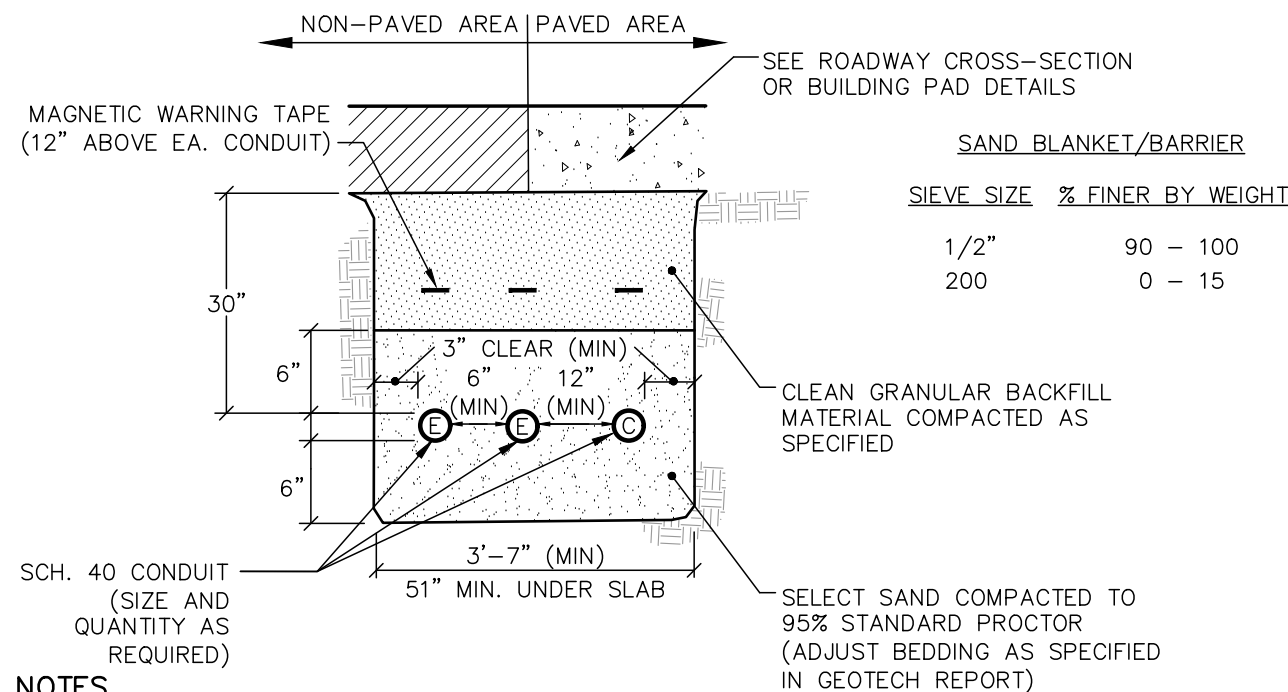 NON-PAVED AREA PAVED AREA
SEE ROADWAY CROSS-SECTION
OR BUILDING PAD DETAILS
MAGNETIC WARNING TAPE
(12" ABOVE EA. CONDUIT)
SAND BLANKET/BARRIER
SIEVE SIZE % FINER BY WEIGHT
1/2" 90 - 100
200 0 - 15
30"
6"
3" CLEAR (MIN)
6" 12"
(MIN) (MIN)
E E C
6"
CLEAN GRANULAR BACKFILL
MATERIAL COMPACTED AS
SPECIFIED
3'-7" (MIN)
51" MIN. UNDER SLAB
SCH. 40 CONDUIT
(SIZE AND
QUANTITY AS
REQUIRED)
SELECT SAND COMPACTED TO
95% STANDARD PROCTOR
(ADJUST BEDDING AS SPECIFIED
IN GEOTECH REPORT)
NOTES